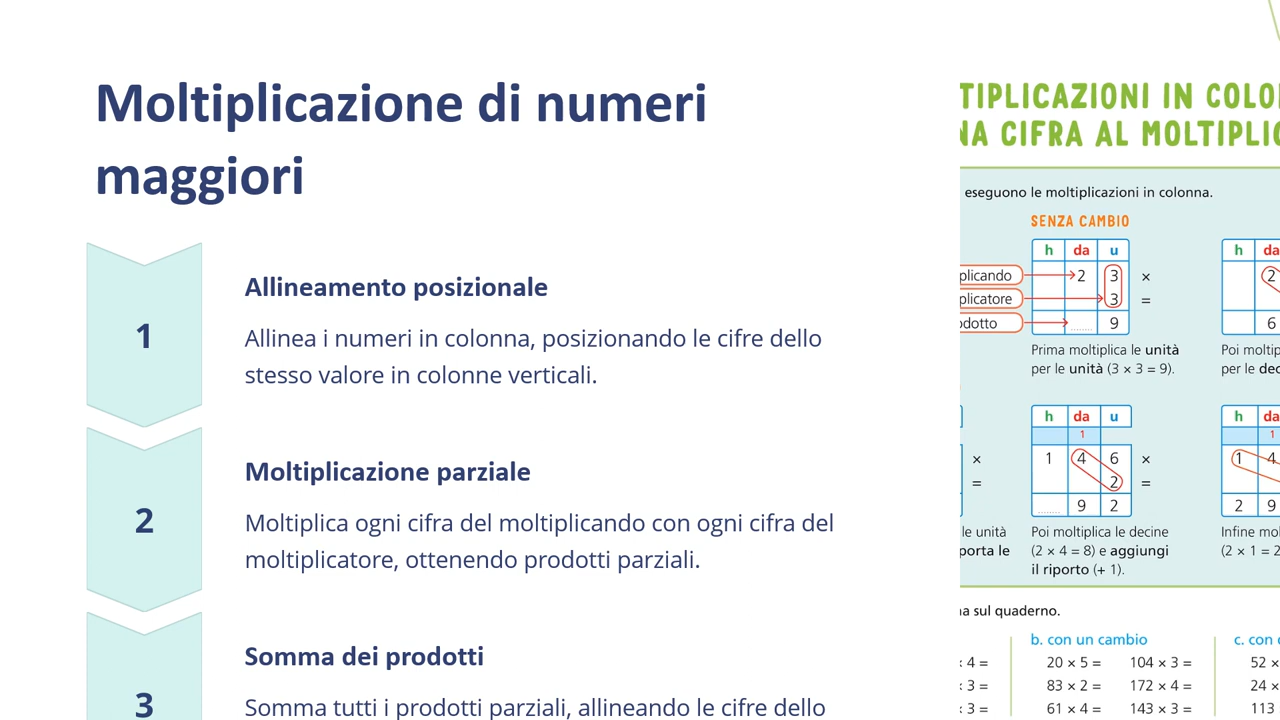 Moltiplicazione di numeri
maggiori
1
Allineamento posizionale
Allinea i numeri in colonna, posizionando le cifre dello
stesso valore in colonne verticali.
2
Moltiplicazione parziale
Moltiplica ogni cifra del moltiplicando con ogni cifra del
moltiplicatore, ottenendo prodotti parziali.
3
Somma dei prodotti
Somma tutti i prodotti parziali, allineando le cifre dello
TIPLICAZIONI IN COLO
NA CIFRA AL MOLTIPLIC
eseguono le moltiplicazioni in colonna.
SENZA CAMBIO
h da u
plicando 2 3 ×
plicatore 3 =
odotto ........ 9
Prima moltiplica le unità
per le unità (3 × 3 = 9).
h da
2
6
Poi moltip
per le dec
× 
=
le unità
porta le
h da u
1
1 4 6 ×
2 =
........ 9 2
Poi moltiplica le decine
(2 × 4 = 8) e aggiungi
il riporto (+ 1).
h da
1
1 4
2 9
Infine mol
(2 × 1 = 2
na sul quaderno.
× 4 =
× 3 =
× 3 =
b. con un cambio
20 × 5 = 104 × 3 =
83 × 2 = 172 × 4 =
61 × 4 = 143 × 3 =
c. con
52 ×
24 ×
113